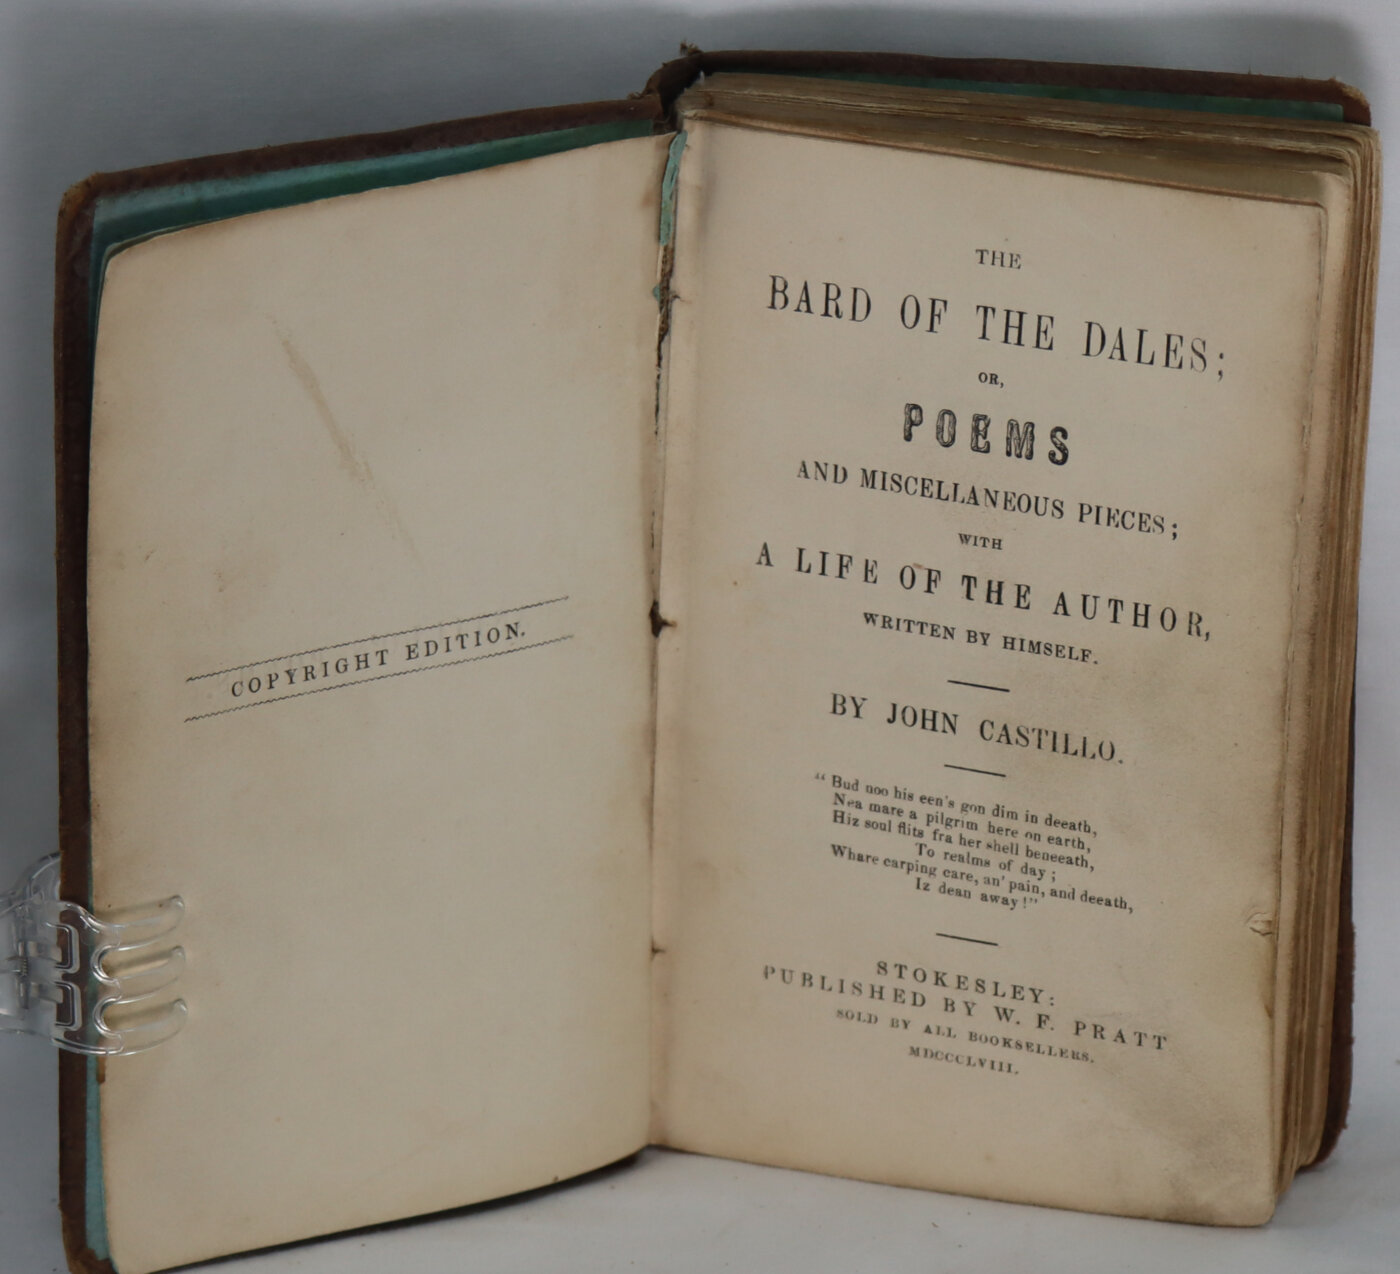 COPYRIGHT EDITION.
THE
BARD OF THE DALES;
OR,
POEMS
AND MISCELLANEOUS PIECES;
WITH
A LIFE OF THE AUTHOR,
WRITTEN BY HIMSELF.
BY JOHN CASTILLO.
“Bud noo his een's gon dim in deeath,
Nea mare a pilgrim here on earth,
Hiz soul flits fra her shell beneeath,
To realms of day;
Whare carping care, an' pain, and deeath,
Iz dean away!”
STOKESLEY:
PUBLISHED BY W. F. PRATT
SOLD BY ALL BOOKSELLERS.
MDCCCLVIII.